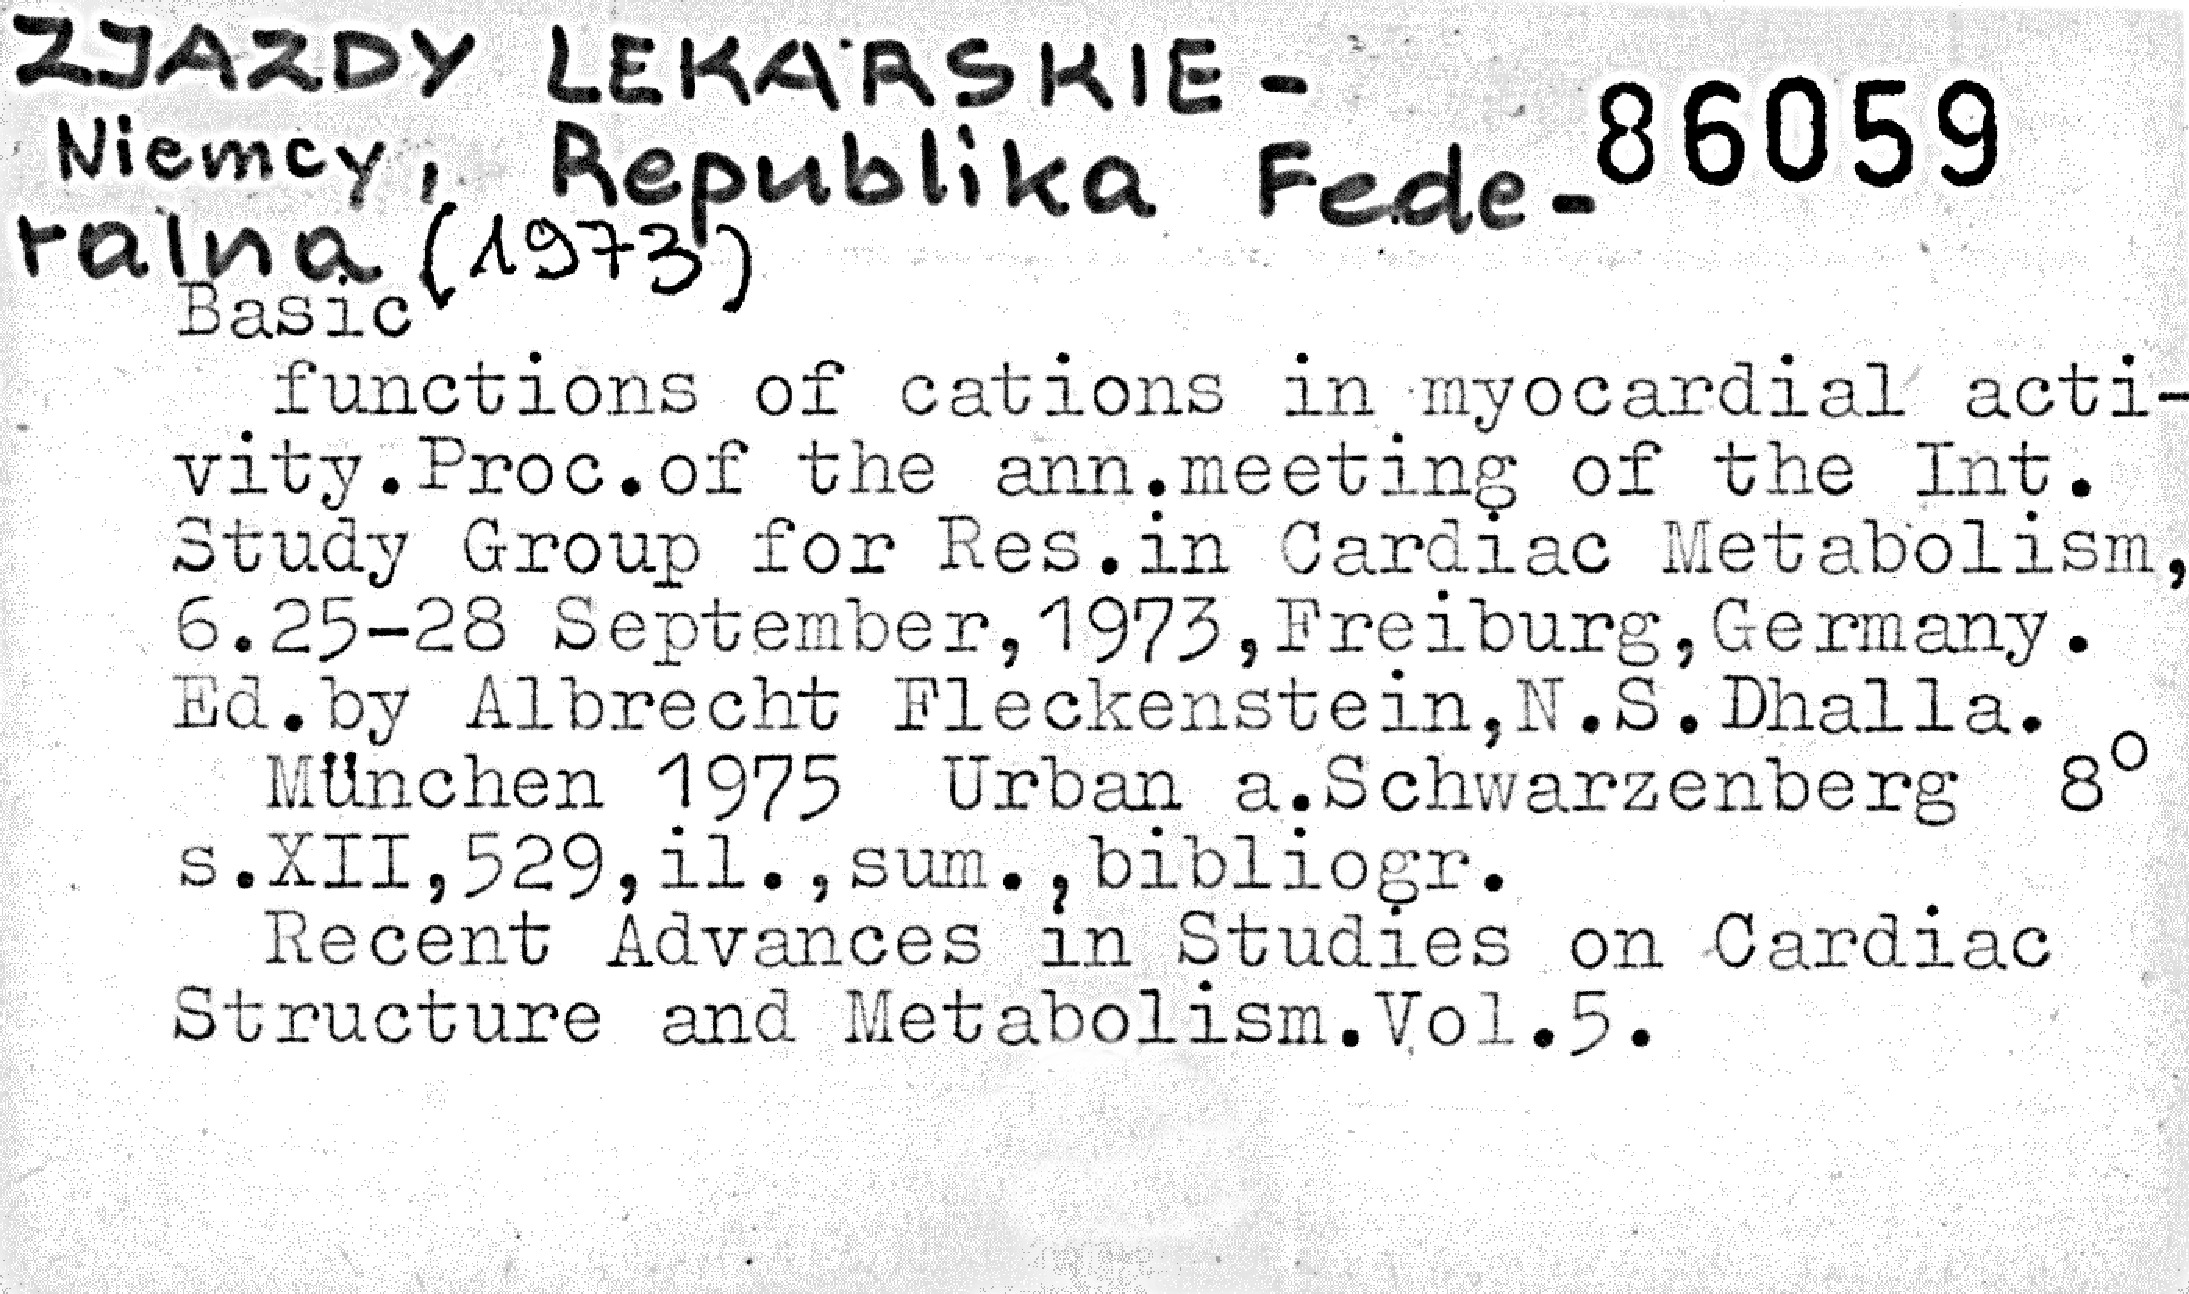 ZJAZDY LEKARSKIE-
Niemcy, Republika Fede-
ralna (1973)
86059
Basic
functions of cations in myocardial acti-
vity.Proc.of the ann.meeting of the Int.
Study Group for Res.in Cardiac Metabolism,
6.25-28 September,1973,Freiburg,Germany.
Ed.by Albrecht Fleckenstein,N.S.Dhalla.
München 1975 Urban a.Schwarzenberg 8°
s.XII,529,il.,sum.,bibliogr.
Recent Advances in Studies on Cardiac
Structure and Metabolism.Vol.5.